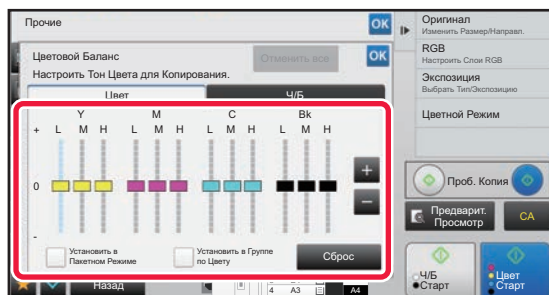 Прочие
OK
Цветовой Баланс
Отменить все
OK
Настроить Тон Цвета для Копирования.
Цвет
Ч/Б
Y M C Bk
+ L M H L M H L M H L M H
0
-
+
−
Установить в
Пакетном Режиме
Установить в Группе
по Цвету
Сброс
Назад
4 A3
A4
Оригинал
Изменить Размер/Направл.
RGB
Настроить Слои RGB
Экспозиция
Выбрать Тип/Экспозицию
Цветной Режим
Проб. Копия
Предварит.
Просмотр
CA
Ч/Б
Старт
Цвет
Старт